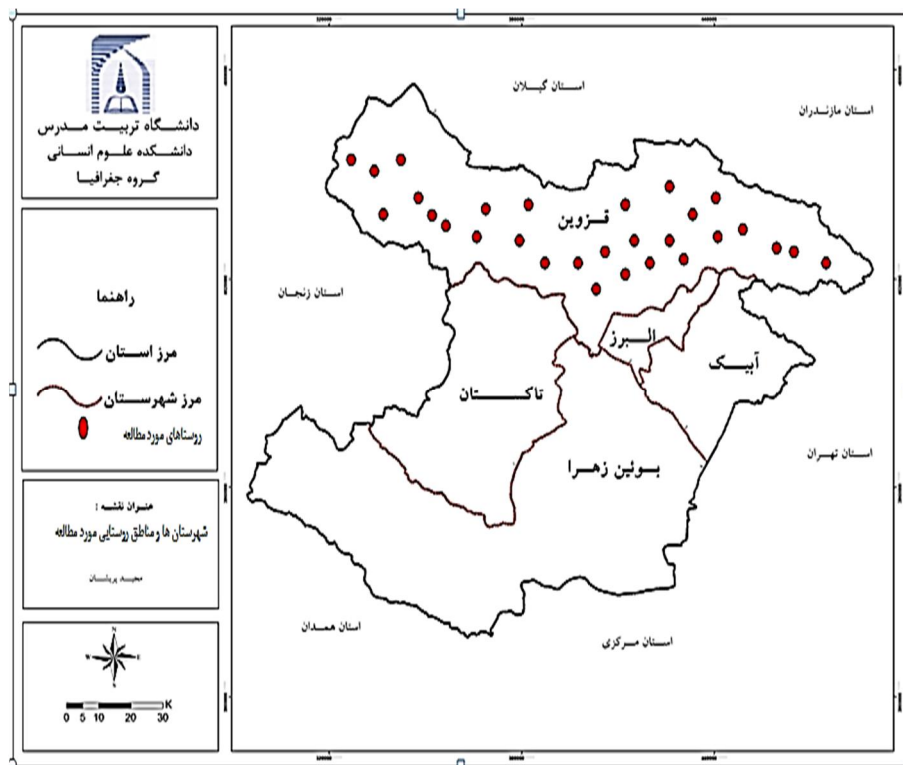 دانشگاه تربیت مدرس
دانشکده علوم انسانی
گروه جغرافیا
راهنما
مرز استان
مرز شهرستان
روستاهای مورد مطالعه
عنوان نقشه :
شهرستان ها و مناطق روستایی مورد مطالعه
N
W E
S
K
0 5 10 20 30
استان گیلان
استان مازندران
قزوین
استان زنجان
البرز
آبیک
تاکستان
استان تهران
بوئین زهرا
استان همدان
استان مرکزی